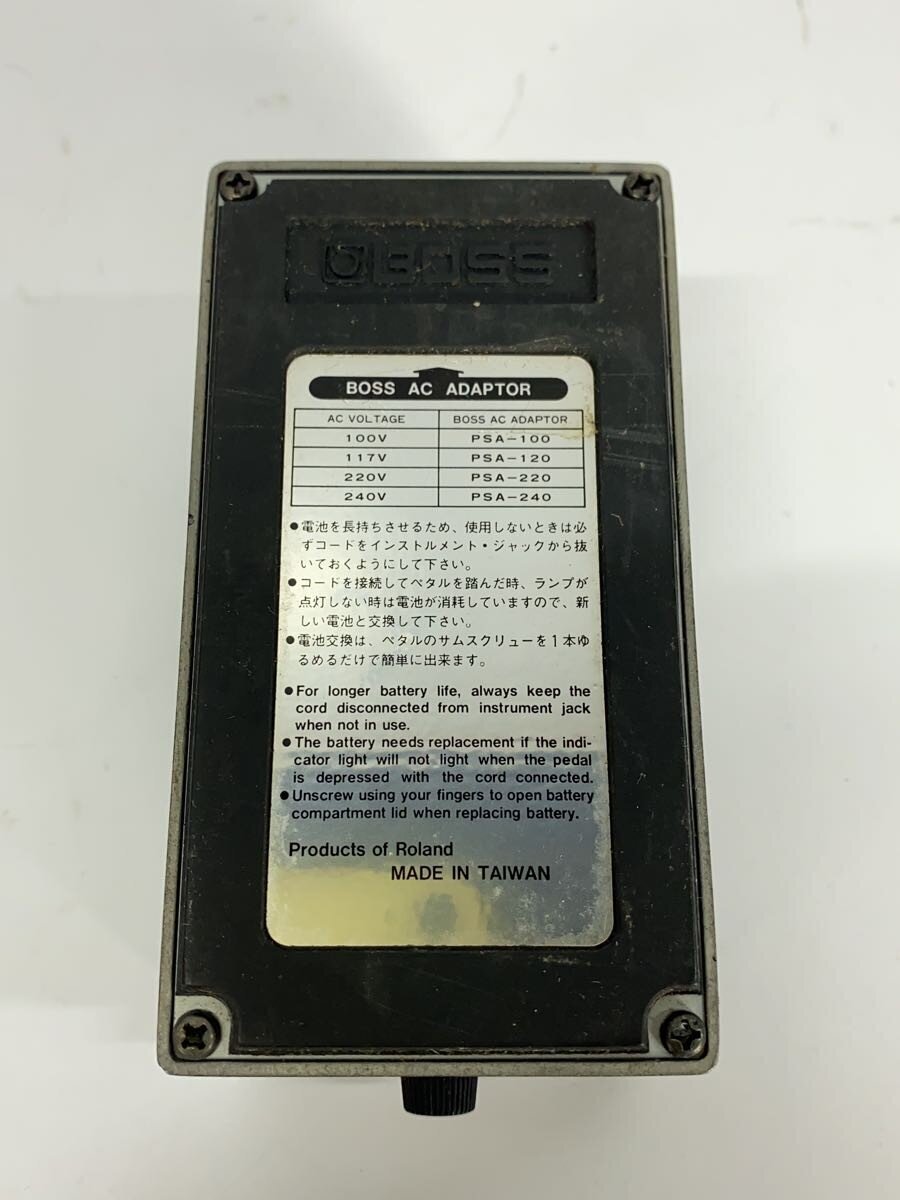 BOSS
BOSS AC ADAPTOR
AC VOLTAGE BOSS AC ADAPTOR
100V PSA-100
117V PSA-120
220V PSA-220
240V PSA-240
●電池を長持ちさせるため、使用しないときは必
ずコードをインストルメント・ジャックから抜
いておくようにして下さい。
●コードを接続してペタルを踏んだ時、ランプが
点灯しない時は電池が消耗していますので、新
しい電池と交換して下さい。
●電池交換は、ペタルのサムスクリューを1本ゆ
るめるだけで簡単に出来ます。
●For longer battery life, always keep the
cord disconnected from instrument jack
when not in use.
●The battery needs replacement if the indi-
cator light will not light when the pedal
is depressed with the cord connected.
●Unscrew using your fingers to open battery
compartment lid when replacing battery.
Products of Roland
MADE IN TAIWAN